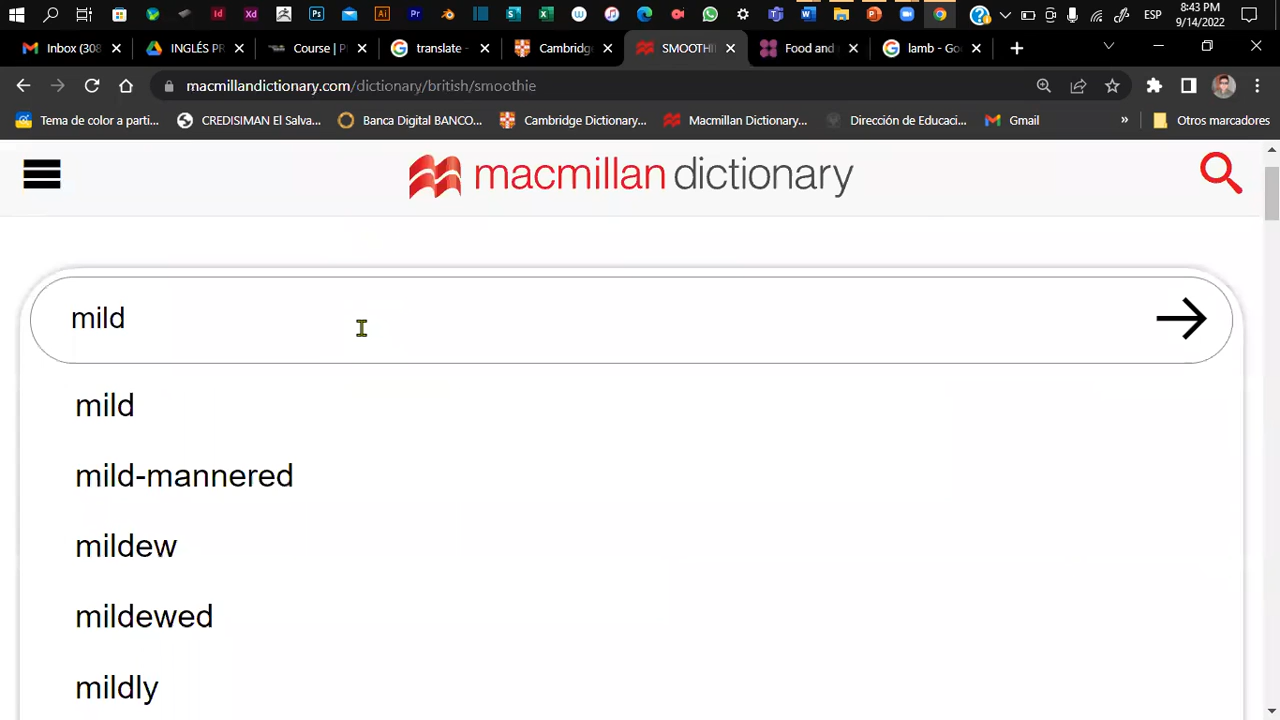 8:43 PM
ESP
9/14/2022
Inbox (308
INGLÉS PR
Course | P
translate -
Cambridg
SMOOTHI
Food and
lamb - Go
macmillandictionary.com/dictionary/british/smoothie
Tema de color a parti...
CREDISIMAN El Salva...
Banca Digital BANCO...
Cambridge Dictionary...
Macmillan Dictionary...
Dirección de Educaci...
Gmail
»
Otros marcadores
macmillan dictionary
mild
mild
mild-mannered
mildew
mildewed
mildly